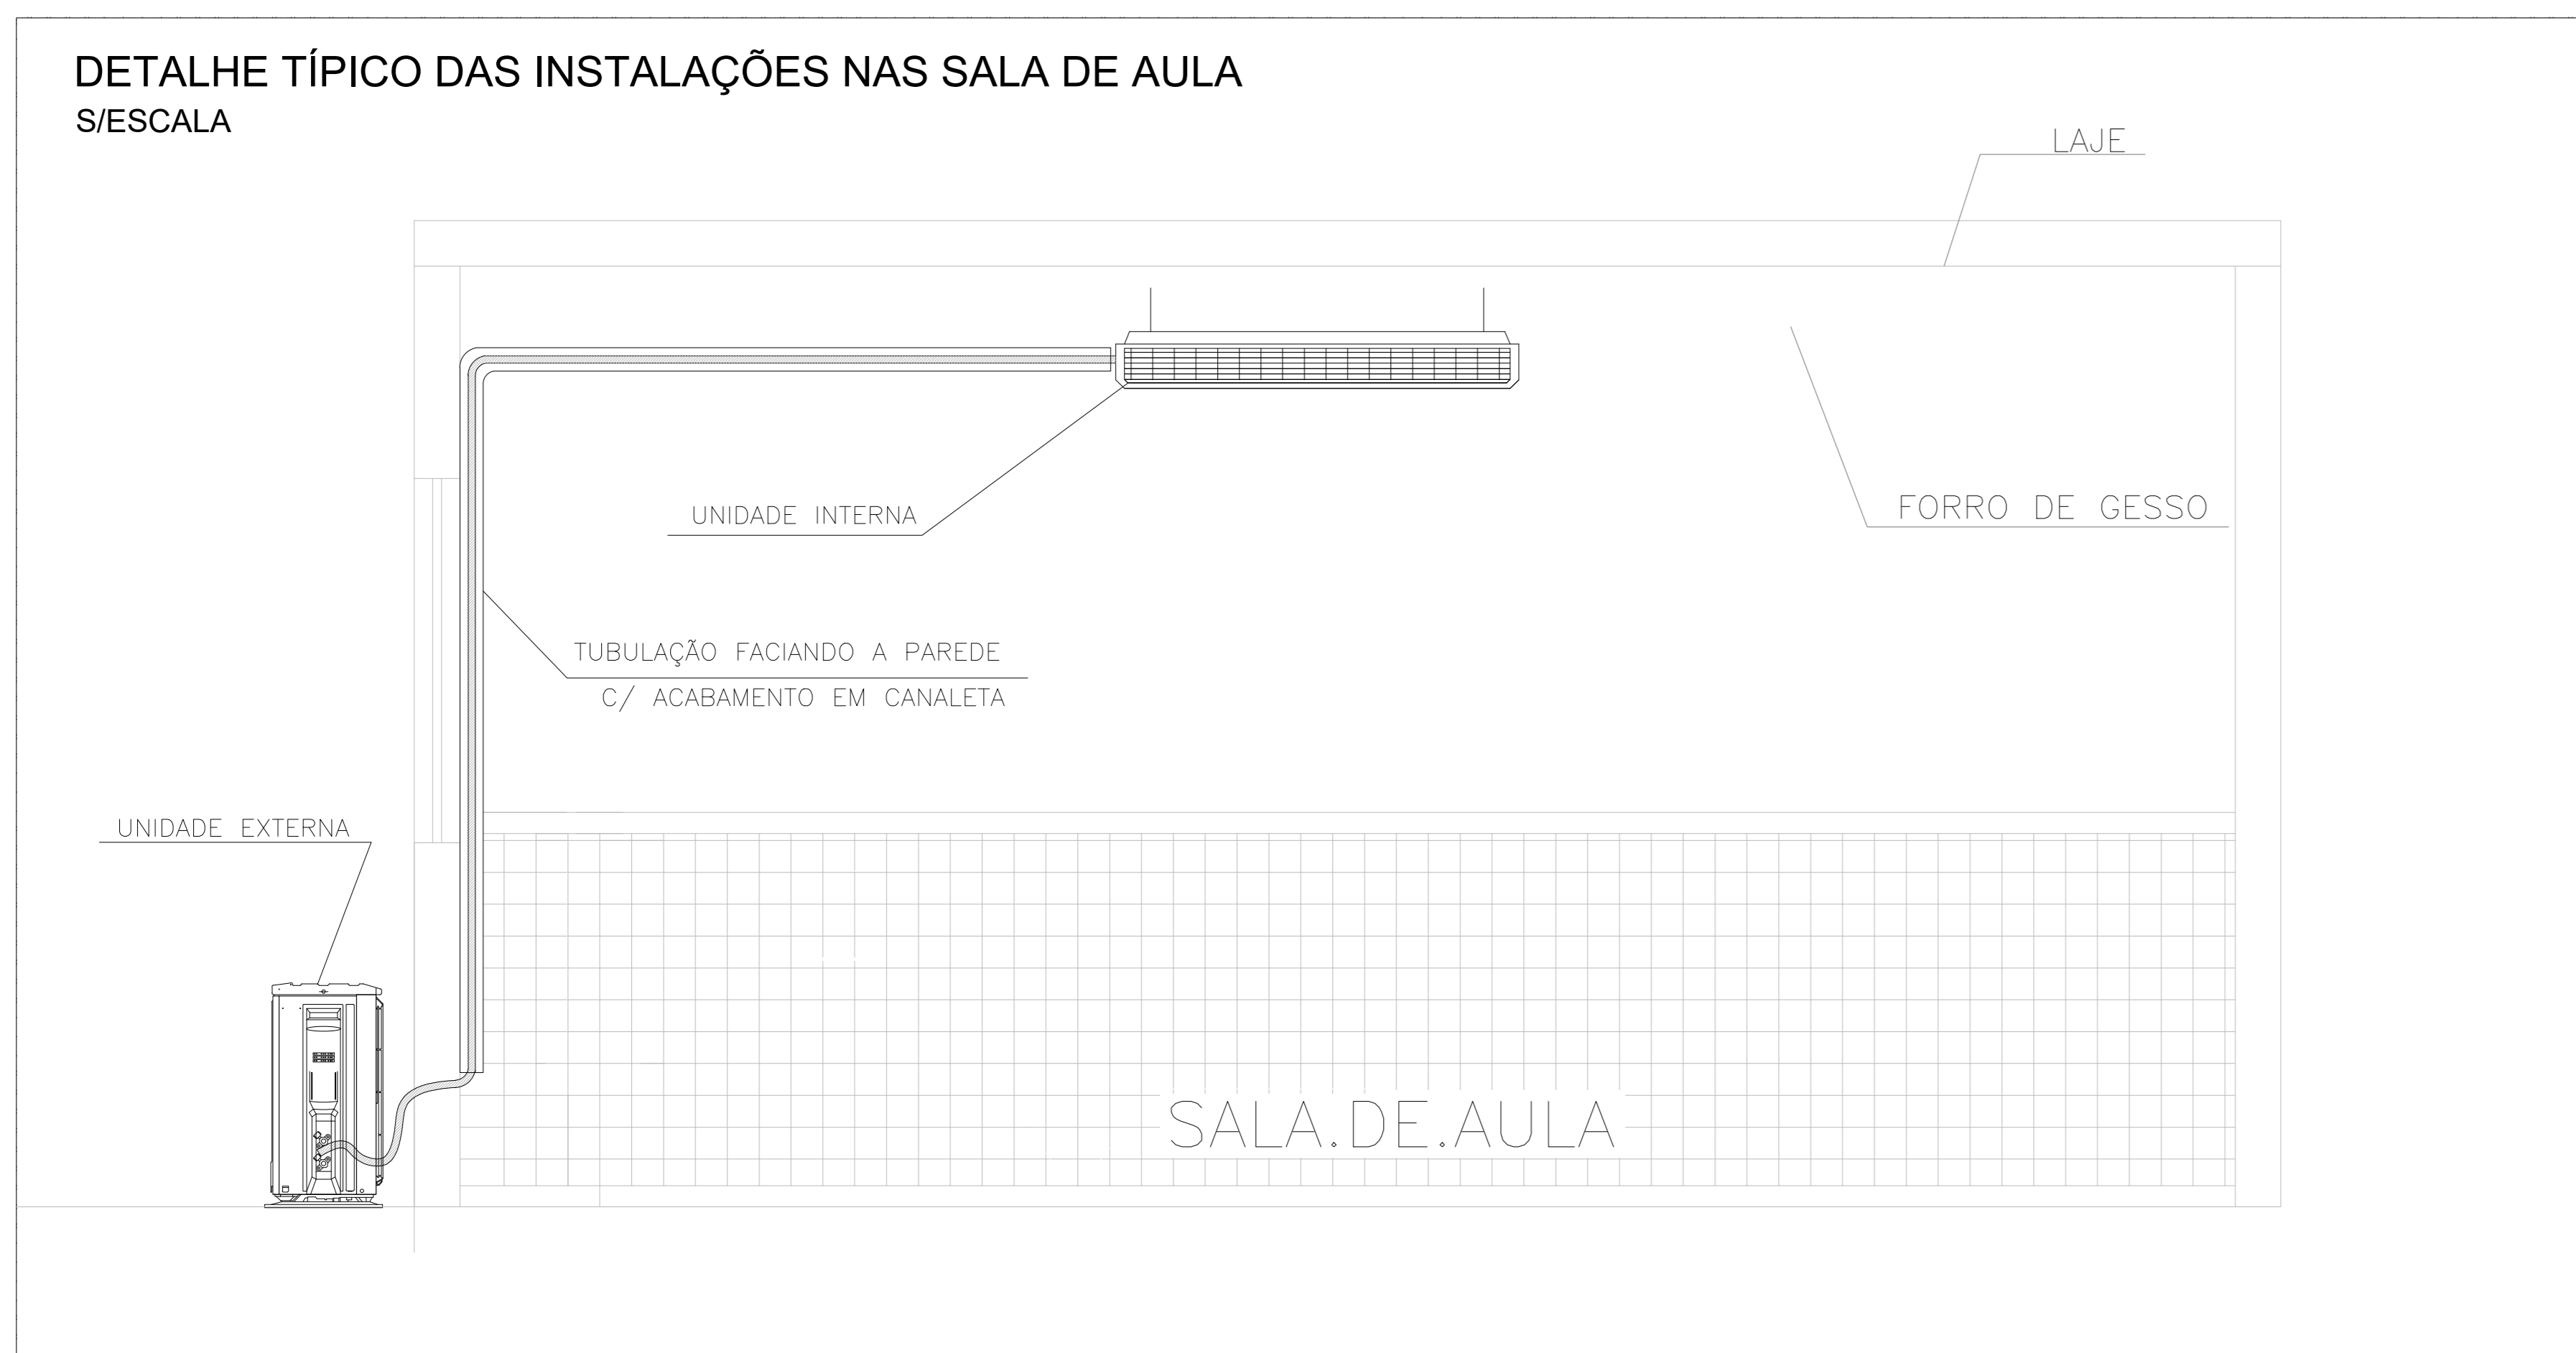 DETALHE TÍPICO DAS INSTALAÇÕES NAS SALA DE AULA
S/ESCALA
LAJE
UNIDADE INTERNA
FORRO DE GESSO
TUBULAÇÃO FACIANDO A PAREDE
C/ ACABAMENTO EM CANALETA
UNIDADE EXTERNA
SALA.DE.AULA